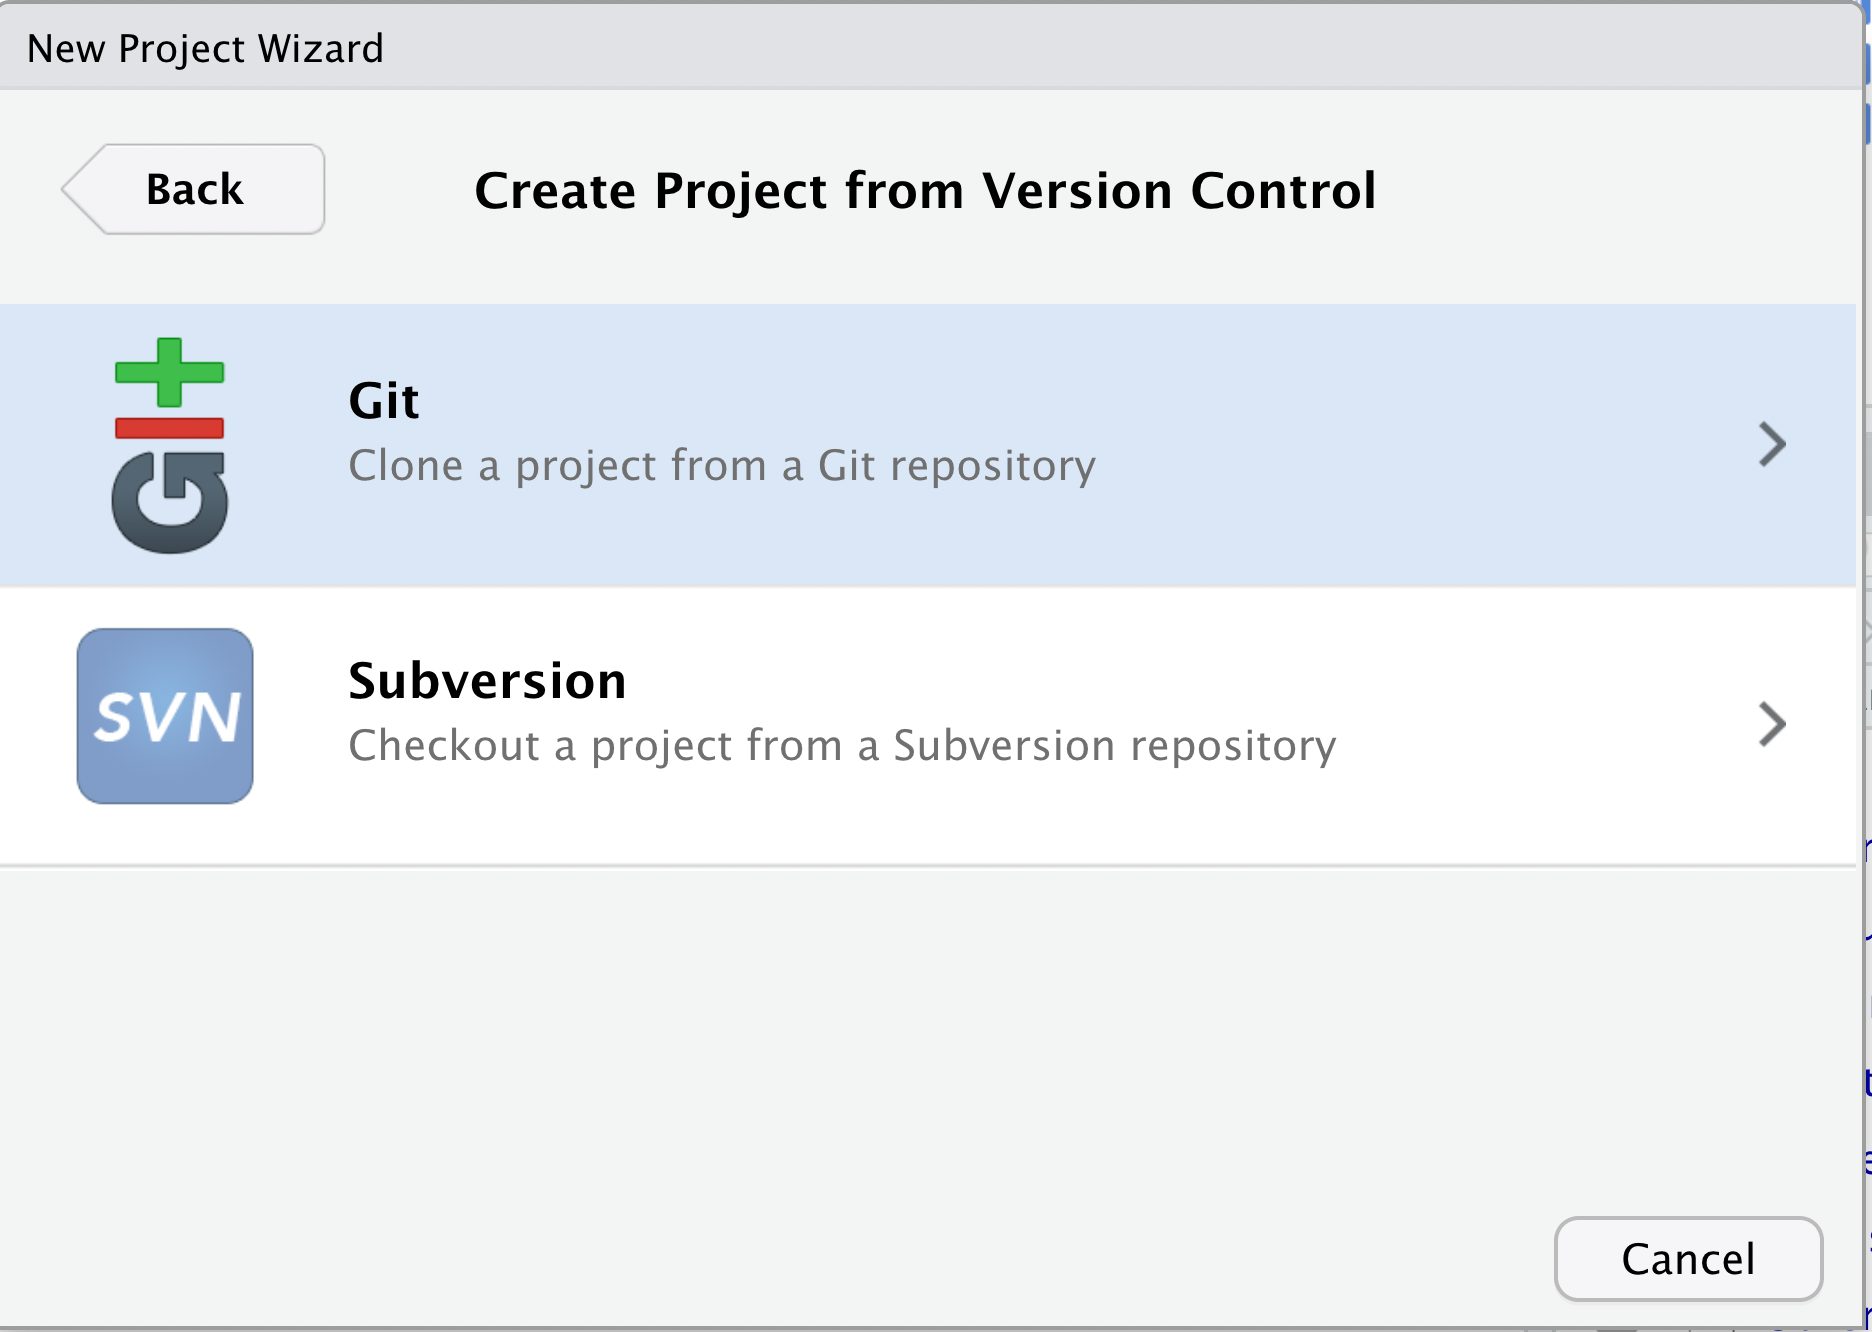 New Project Wizard
Back
Create Project from Version Control
Git
Git
Clone a project from a Git repository
SVN
Subversion
Checkout a project from a Subversion repository
Cancel